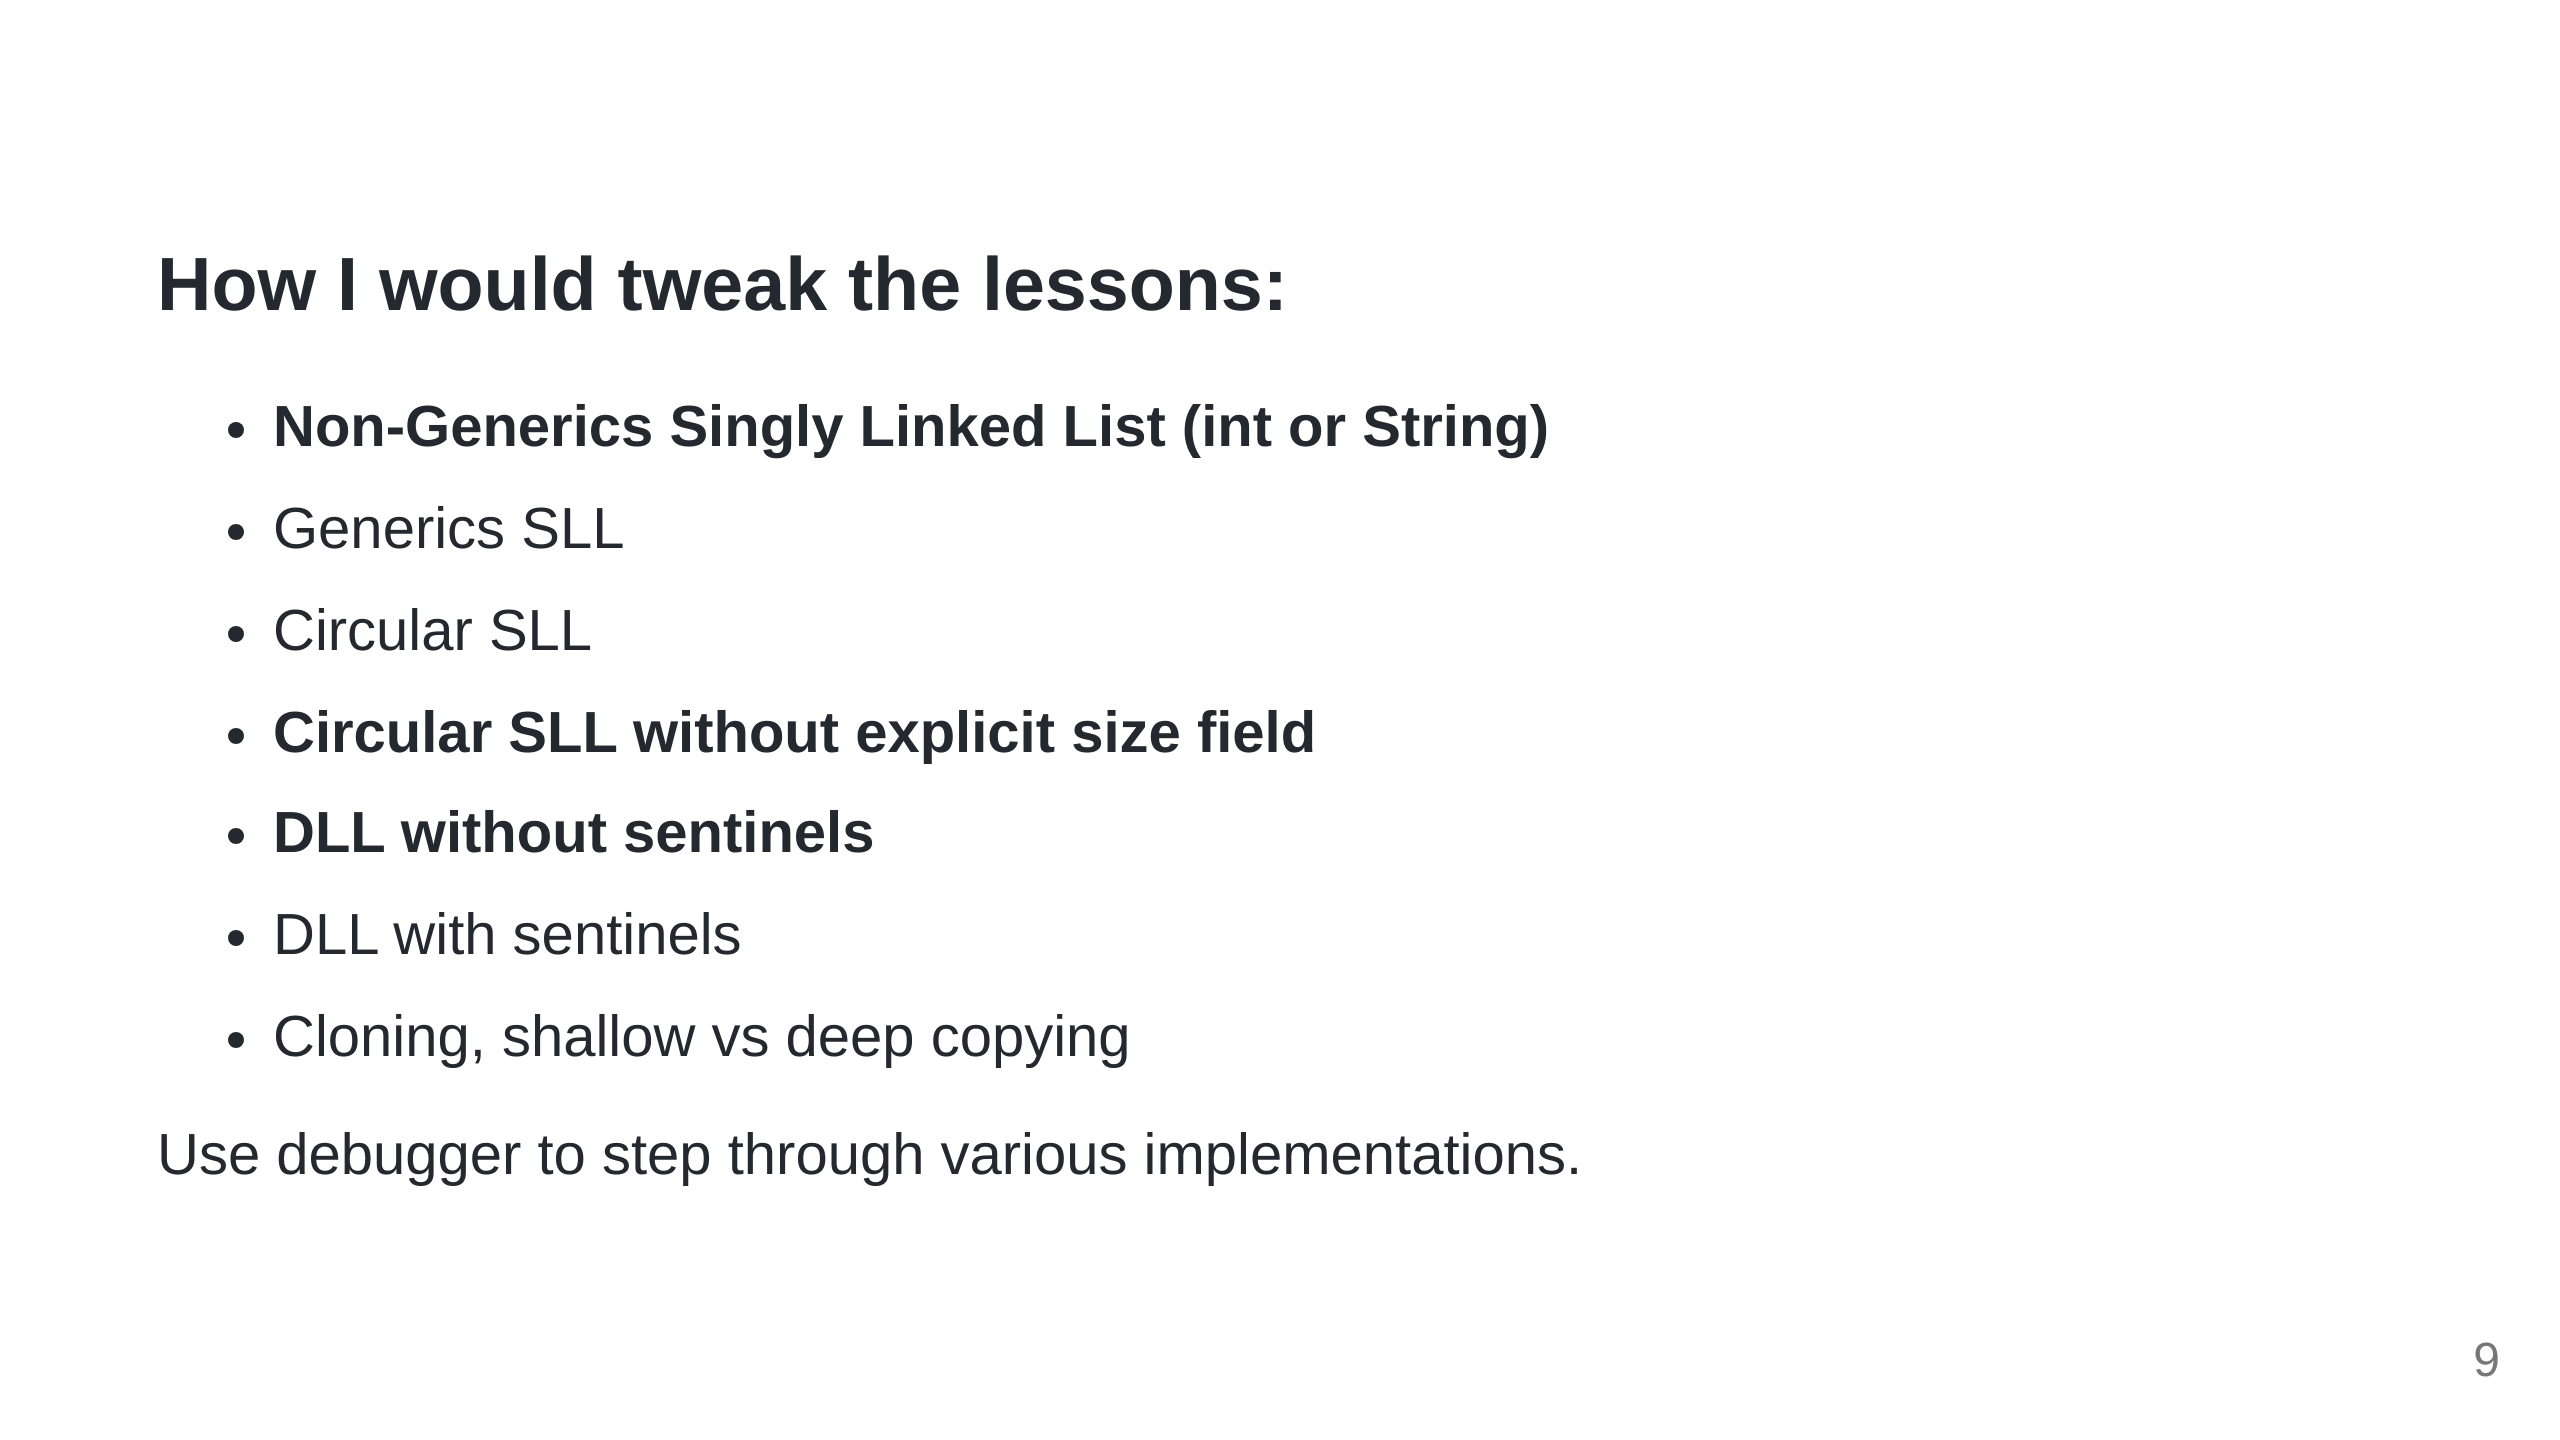 How I would tweak the lessons:
• Non-Generics Singly Linked List (int or String)
• Generics SLL
• Circular SLL
• Circular SLL without explicit size field
• DLL without sentinels
• DLL with sentinels
• Cloning, shallow vs deep copying
Use debugger to step through various implementations.
9